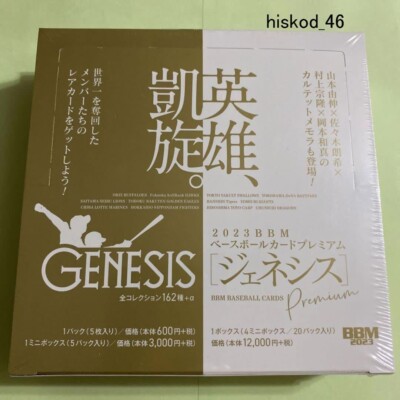 hiskod_46
山本由伸×佐々木朗希×
村上宗隆×岡本和真の
カルテットメモラも登場!
英雄、
凱旋。
世界一を奪回した
メンバーたちの
レアカードをゲットしよう!
GENESIS
全コレクション162種+α
2023 BBM
ベースボールカードプレミアム
[ジェネシス]
BBM BASEBALL CARDS
Premium
1パック(5枚入り)/価格(本体600円+税)
1ミニボックス(5パック入り)/価格(本体3,000円+税)
1ボックス(4ミニボックス/20パック入り)
価格(本体12,000円+税)
BBM
2023